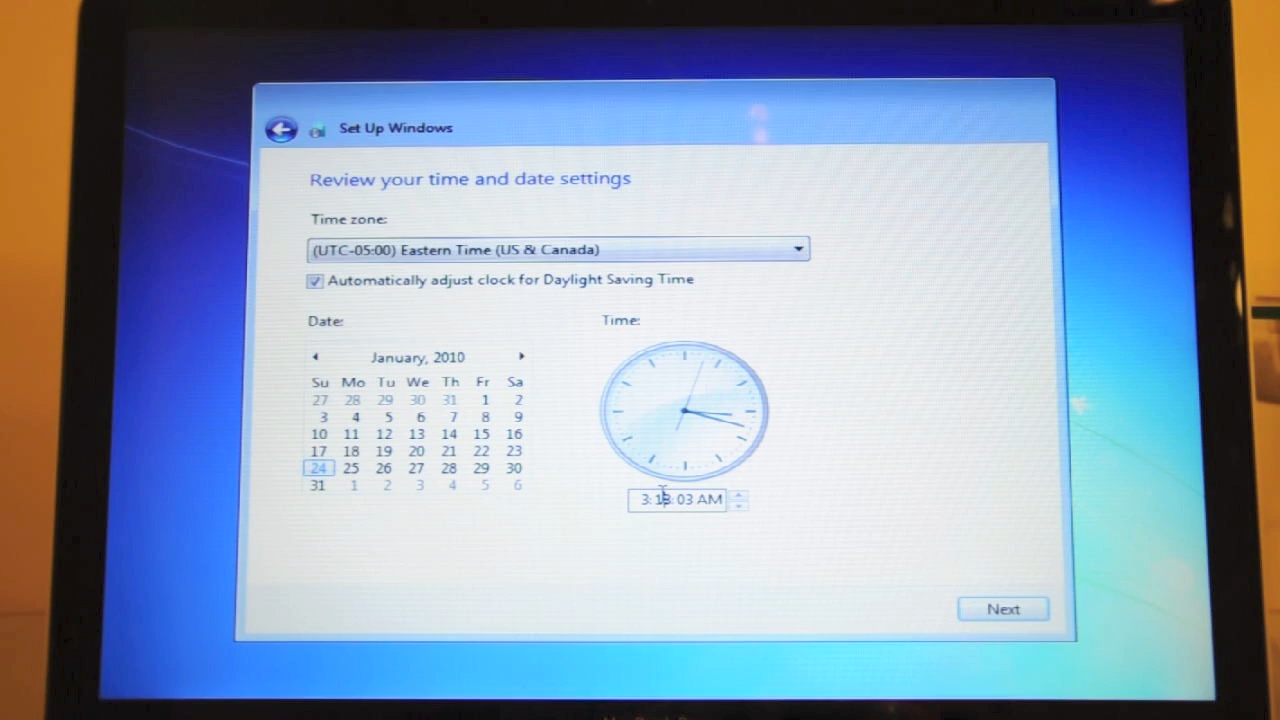 Set Up Windows
Review your time and date settings
Time zone:
(UTC-05:00) Eastern Time (US & Canada)
Automatically adjust clock for Daylight Saving Time
Date:
Time:
January, 2010
Su Mo Tu We Th Fr Sa
27 28 29 30 31 1 2
3 4 5 6 7 8 9
10 11 12 13 14 15 16
17 18 19 20 21 22 23
24 25 26 27 28 29 30
31 1 2 3 4 5 6
3:18:03 AM
Next